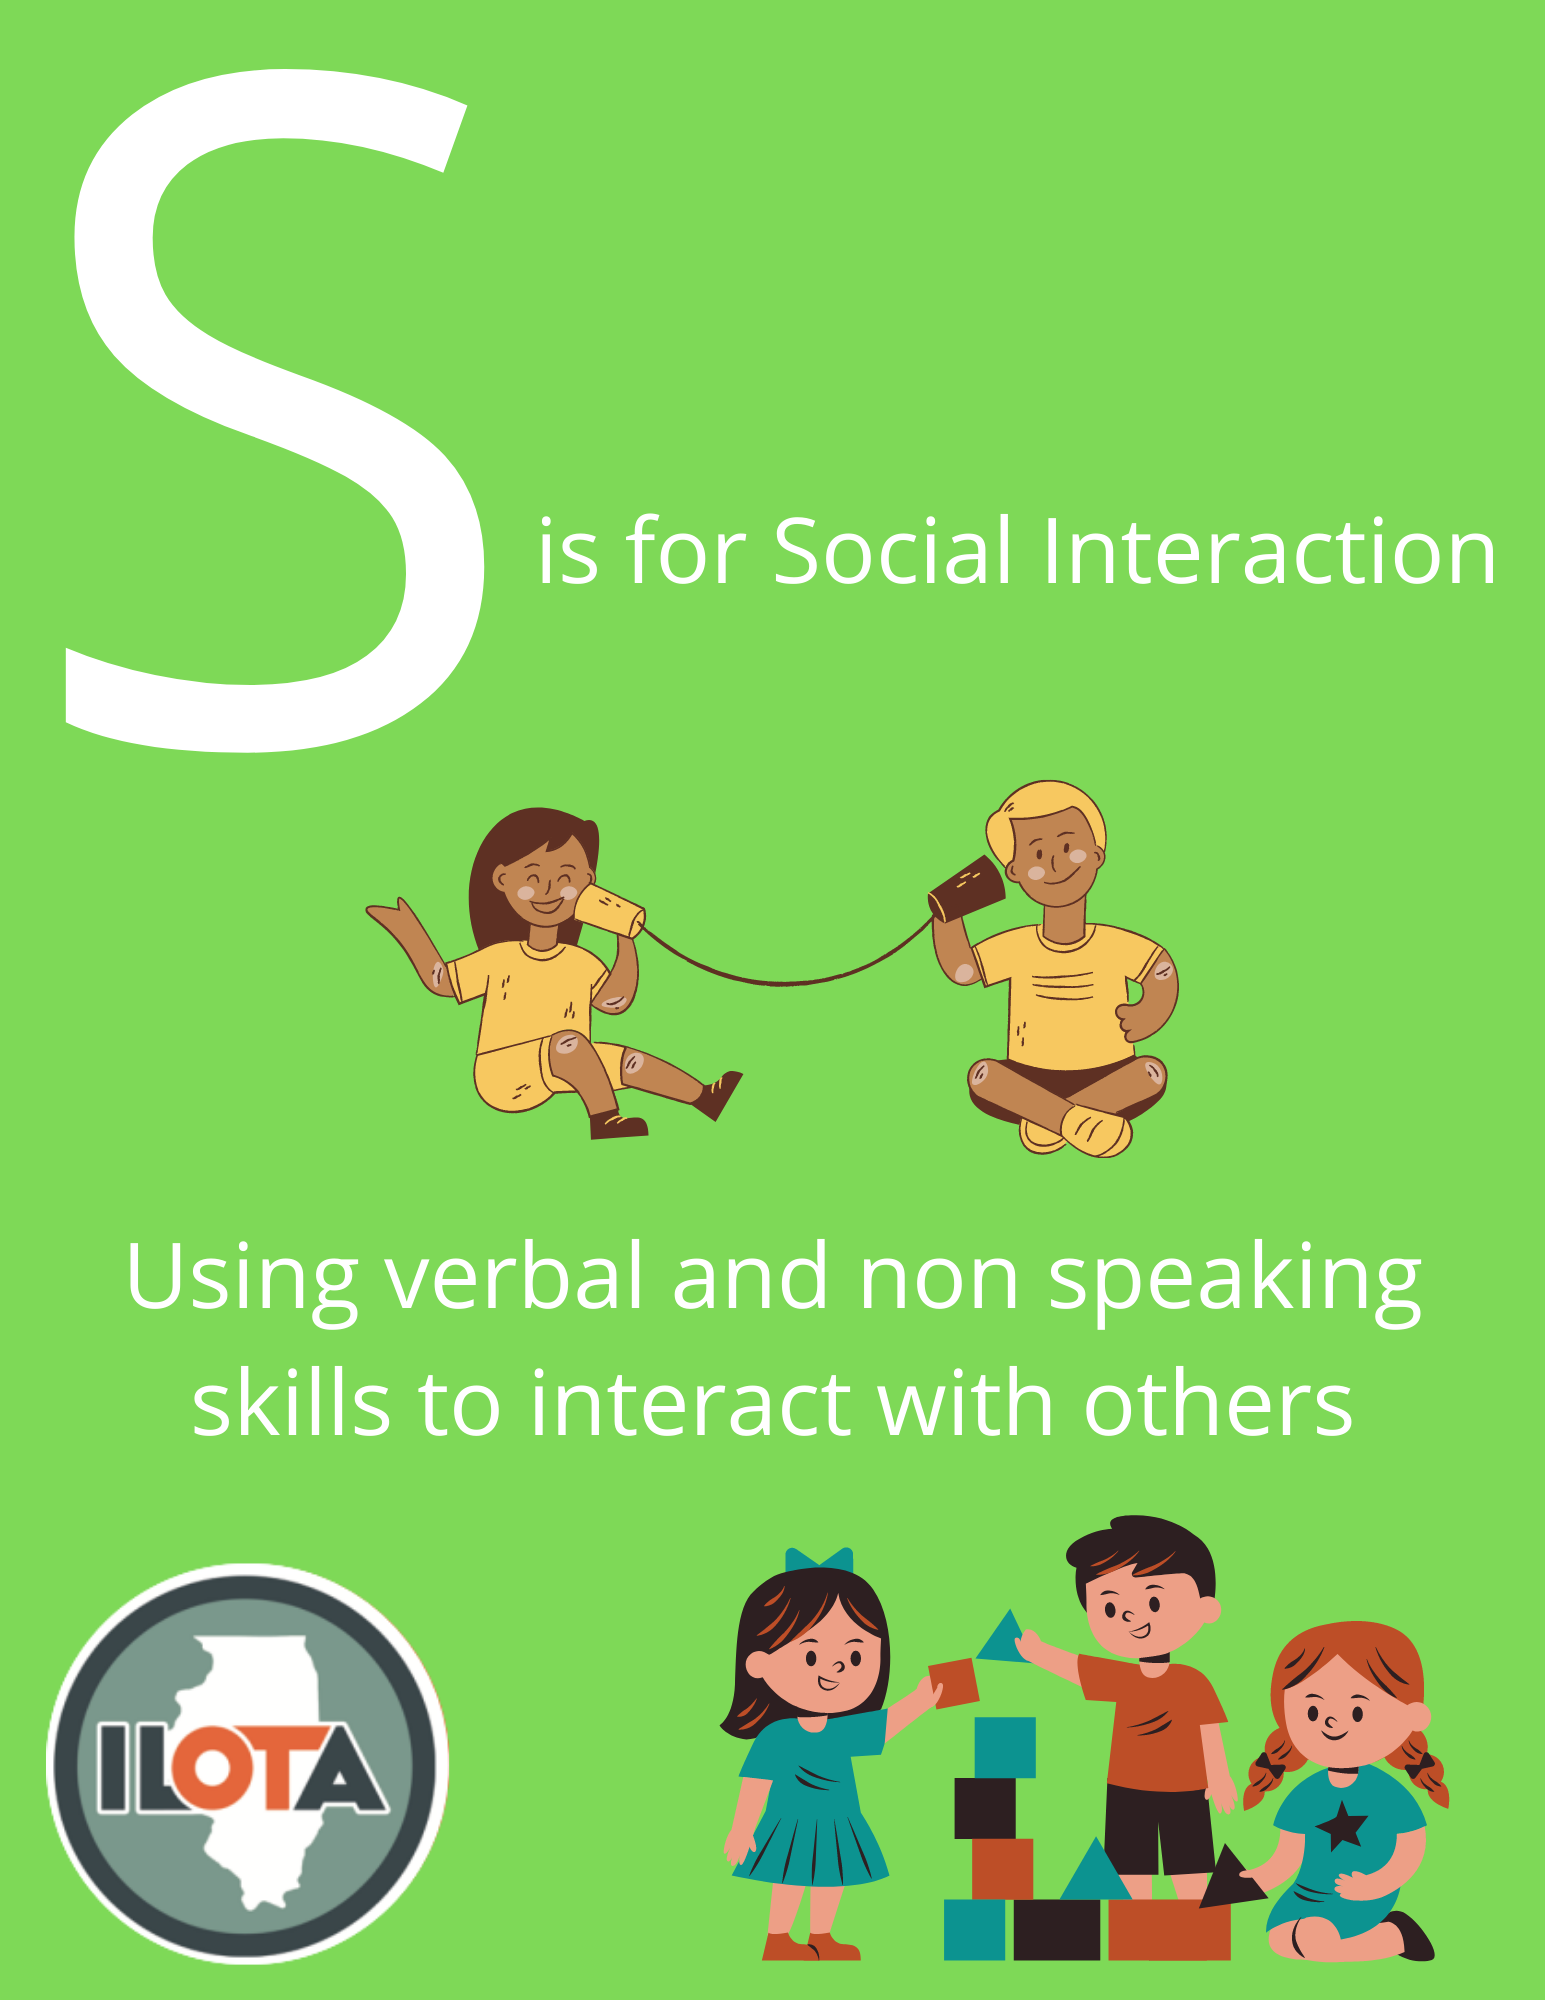 S is for Social Interaction
Using verbal and non speaking
skills to interact with others
ILOTA